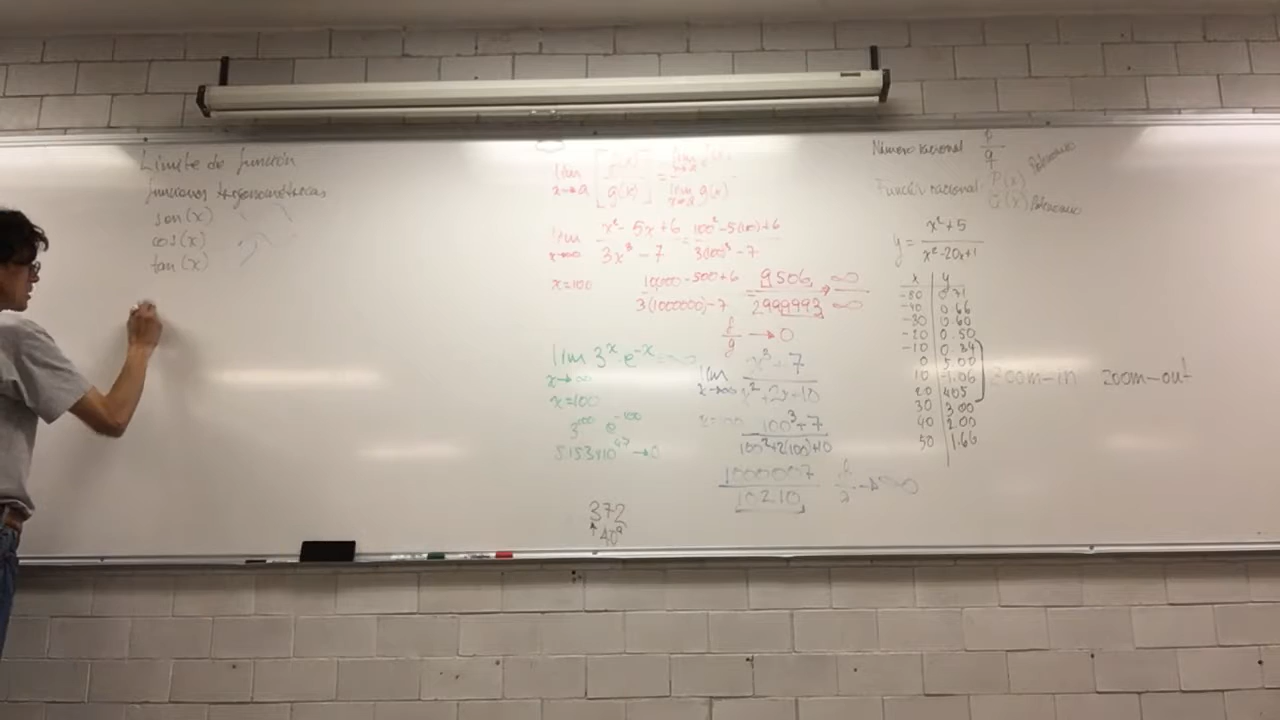 Límite de función
funciones trigonométricas
sen(x)
cos(x)
tan(x)
lim x→a [f(x)/g(x)] = lim x→a f(x) / lim x→a g(x)
lim x→∞ x² - 5x + 6 / 3x³ - 7 = 100² - 5(100) + 6 / 3(100)³ - 7
x=100
10,000 - 500 + 6 / 3(1000000) - 7 = 9506 / 2999993 → ∞/∞
f/g → 0
lim 3^x e^-x
x→∞
x=100
3^100 e^-100
→0
lim x→∞ x³+7 / x²+2x+10
100³+7 / 100²+2(100)+10
1000007 / 10210
→ ∞
372
Número racional p/q
Función racional P(x) Polinomio
Q(x) Polinomio
y = x²+5 / x²-20x+1
x y
-50 0.71
-40 0.66
-30 0.60
-20 0.50
-10 0.34
0 5.00
10 -1.06
20 405
30 3.00
40 2.00
50 1.66
zoom-in zoom-out